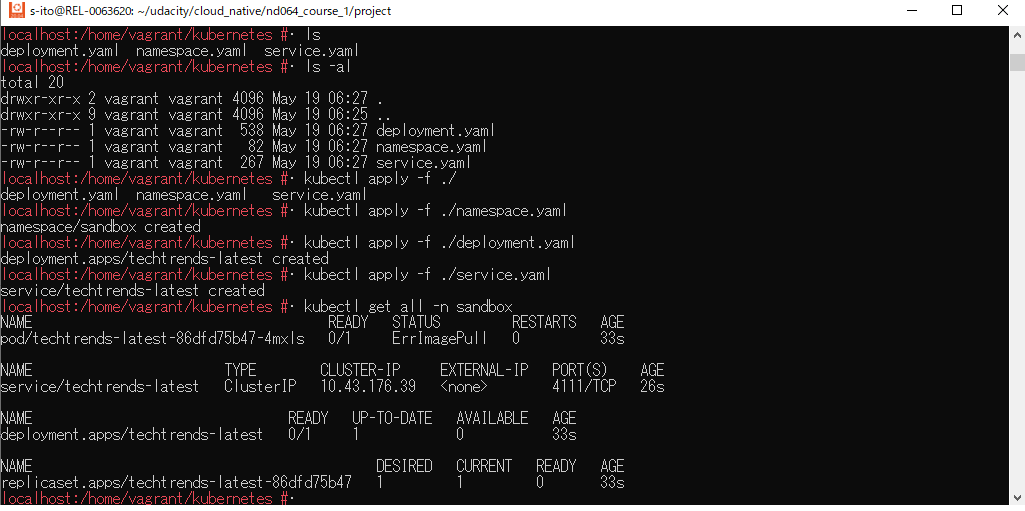 s-ito@REL-0063620: ~/udacity/cloud_native/nd064_course_1/project
localhost:/home/vagrant/kubernetes #· ls
deployment.yaml  namespace.yaml  service.yaml
localhost:/home/vagrant/kubernetes #· ls -al
total 20
drwxr-xr-x 2 vagrant vagrant 4096 May 19 06:27 .
drwxr-xr-x 9 vagrant vagrant 4096 May 19 06:25 ..
-rw-r--r-- 1 vagrant vagrant  538 May 19 06:27 deployment.yaml
-rw-r--r-- 1 vagrant vagrant   82 May 19 06:27 namespace.yaml
-rw-r--r-- 1 vagrant vagrant  267 May 19 06:27 service.yaml
localhost:/home/vagrant/kubernetes #· kubectl apply -f ./
deployment.yaml  namespace.yaml   service.yaml
localhost:/home/vagrant/kubernetes #· kubectl apply -f ./namespace.yaml
namespace/sandbox created
localhost:/home/vagrant/kubernetes #· kubectl apply -f ./deployment.yaml
deployment.apps/techtrends-latest created
localhost:/home/vagrant/kubernetes #· kubectl apply -f ./service.yaml
service/techtrends-latest created
localhost:/home/vagrant/kubernetes #· kubectl get all -n sandbox
NAME                                     READY   STATUS         RESTARTS   AGE
pod/techtrends-latest-86dfd75b47-4mxls   0/1     ErrImagePull   0          33s
NAME                        TYPE        CLUSTER-IP     EXTERNAL-IP   PORT(S)    AGE
service/techtrends-latest   ClusterIP   10.43.176.39   <none>        4111/TCP   26s
NAME                                READY   UP-TO-DATE   AVAILABLE   AGE
deployment.apps/techtrends-latest   0/1     1            0           33s
NAME                                           DESIRED   CURRENT   READY   AGE
replicaset.apps/techtrends-latest-86dfd75b47   1         1         0       33s
localhost:/home/vagrant/kubernetes #·